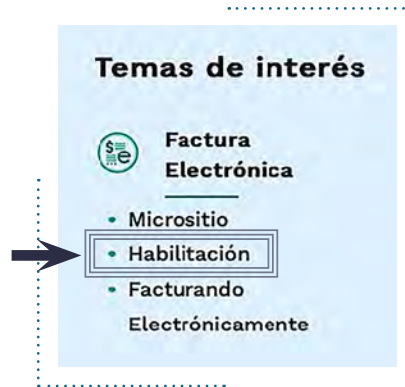 Temas de interés
Factura
Electrónica
• Micrositio
• Habilitación
• Facturando
Electrónicamente